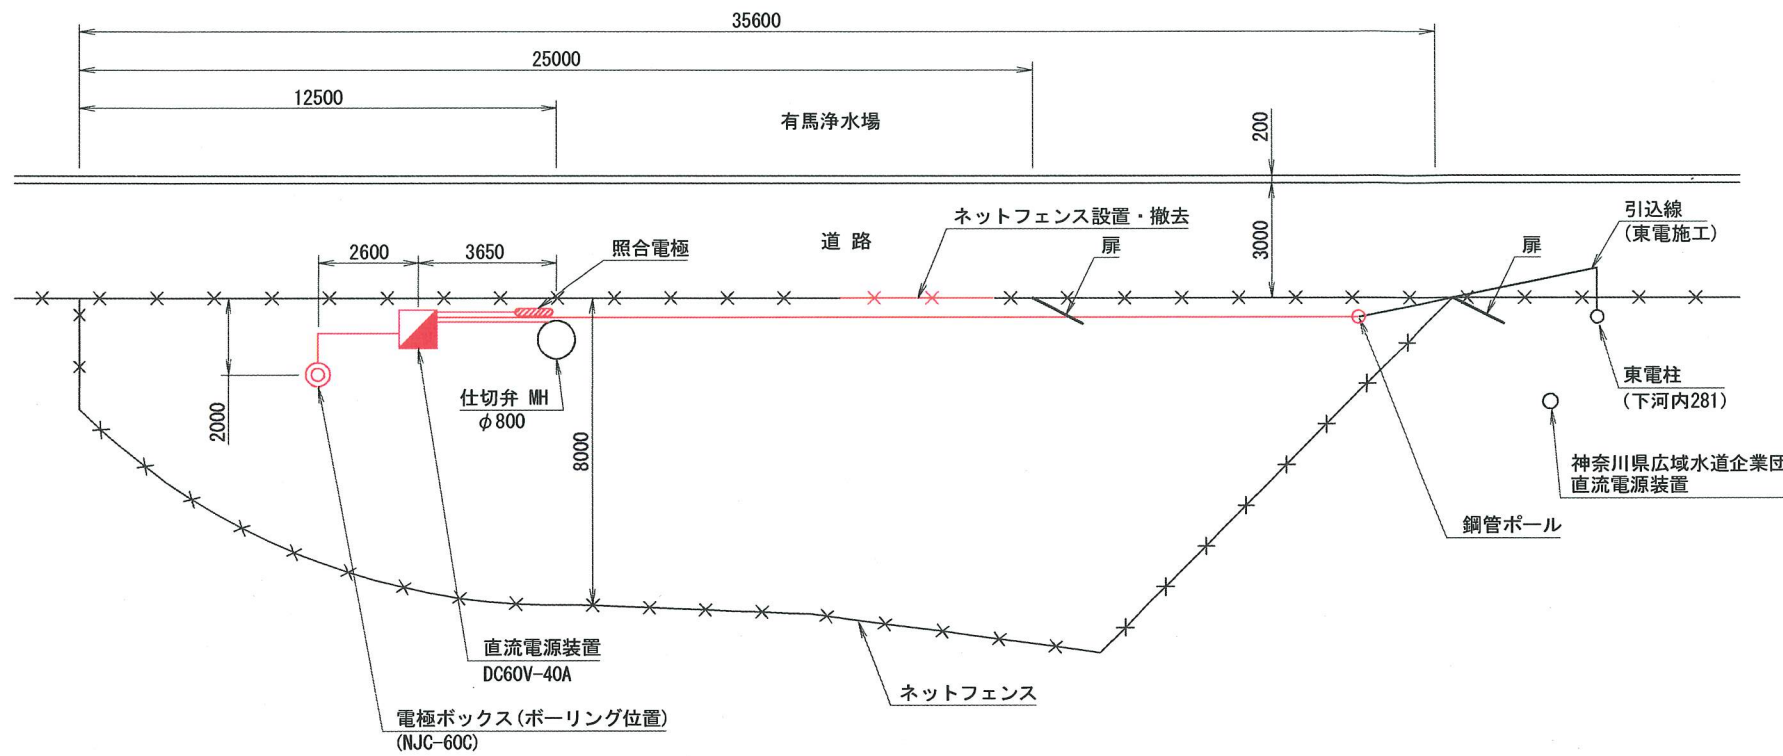 35600
25000
12500
有馬浄水場
200
ネットフェンス設置・撤去
引込線
(東電施工)
道 路
3000
扉
扉
照合電極
2600
3650
仕切弁 MH
φ800
2000
8000
東電柱
(下河内281)
神奈川県広域水道企業団
直流電源装置
鋼管ポール
直流電源装置
DC60V-40A
ネットフェンス
電極ボックス(ボーリング位置)
(NJC-60C)